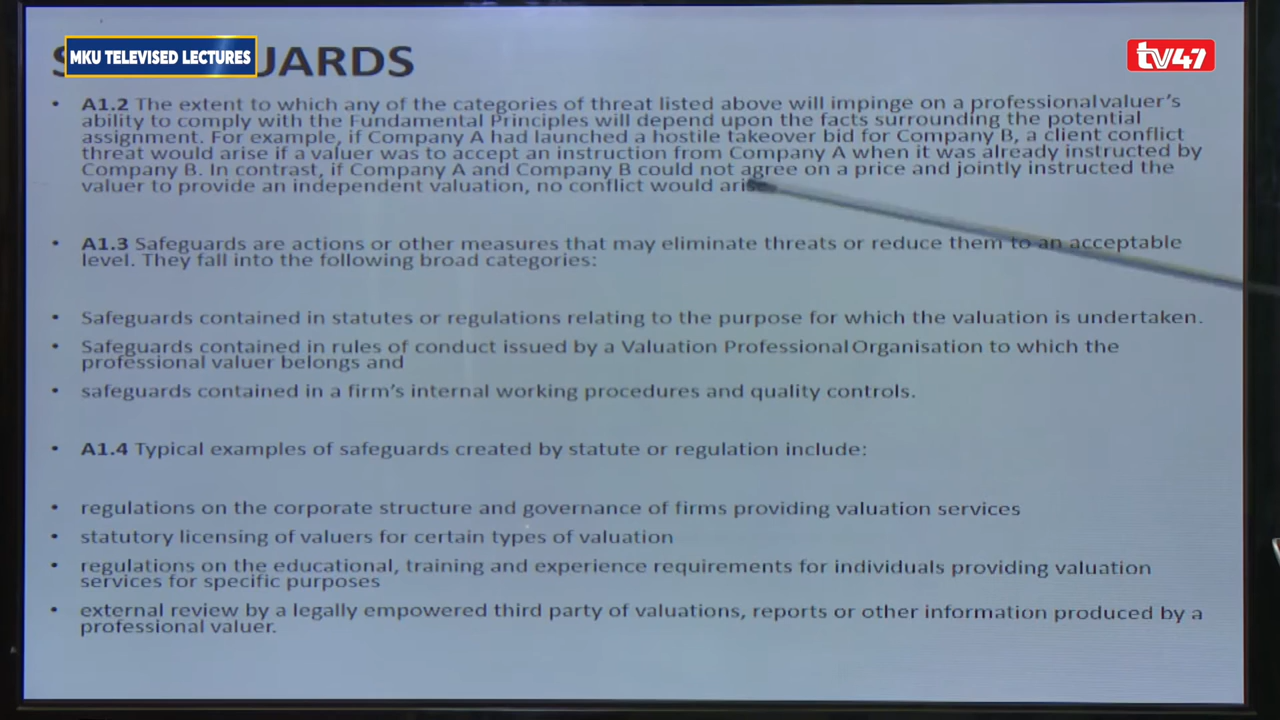 MKU TELEVISED LECTURES
UARDS
tv47
• A1.2 The extent to which any of the categories of threat listed above will impinge on a professional valuer's
ability to comply with the Fundamental Principles will depend upon the facts surrounding the potential
assignment. For example, if Company A had launched a hostile takeover bid for Company B, a client conflict
threat would arise if a valuer was to accept an instruction from Company A when it was already instructed by
Company B. In contrast, if Company A and Company B could not agree on a price and jointly instructed the
valuer to provide an independent valuation, no conflict would
• A1.3 Safeguards are actions or other measures that may eliminate threats or reduce them to an acceptable
level. They fall into the following broad categories:
• Safeguards contained in statutes or regulations relating to the purpose for which the valuation is undertaken.
• Safeguards contained in rules of conduct issued by a Valuation Professional Organisation to which the
professional valuer belongs and
• safeguards contained in a firm's internal working procedures and quality controls.
• A1.4 Typical examples of safeguards created by statute or regulation include:
• regulations on the corporate structure and governance of firms providing valuation services
• statutory licensing of valuers for certain types of valuation
• regulations on the educational, training and experience requirements for individuals providing valuation
services for specific purposes
• external review by a legally empowered third party of valuations, reports or other information produced by a
professional valuer.